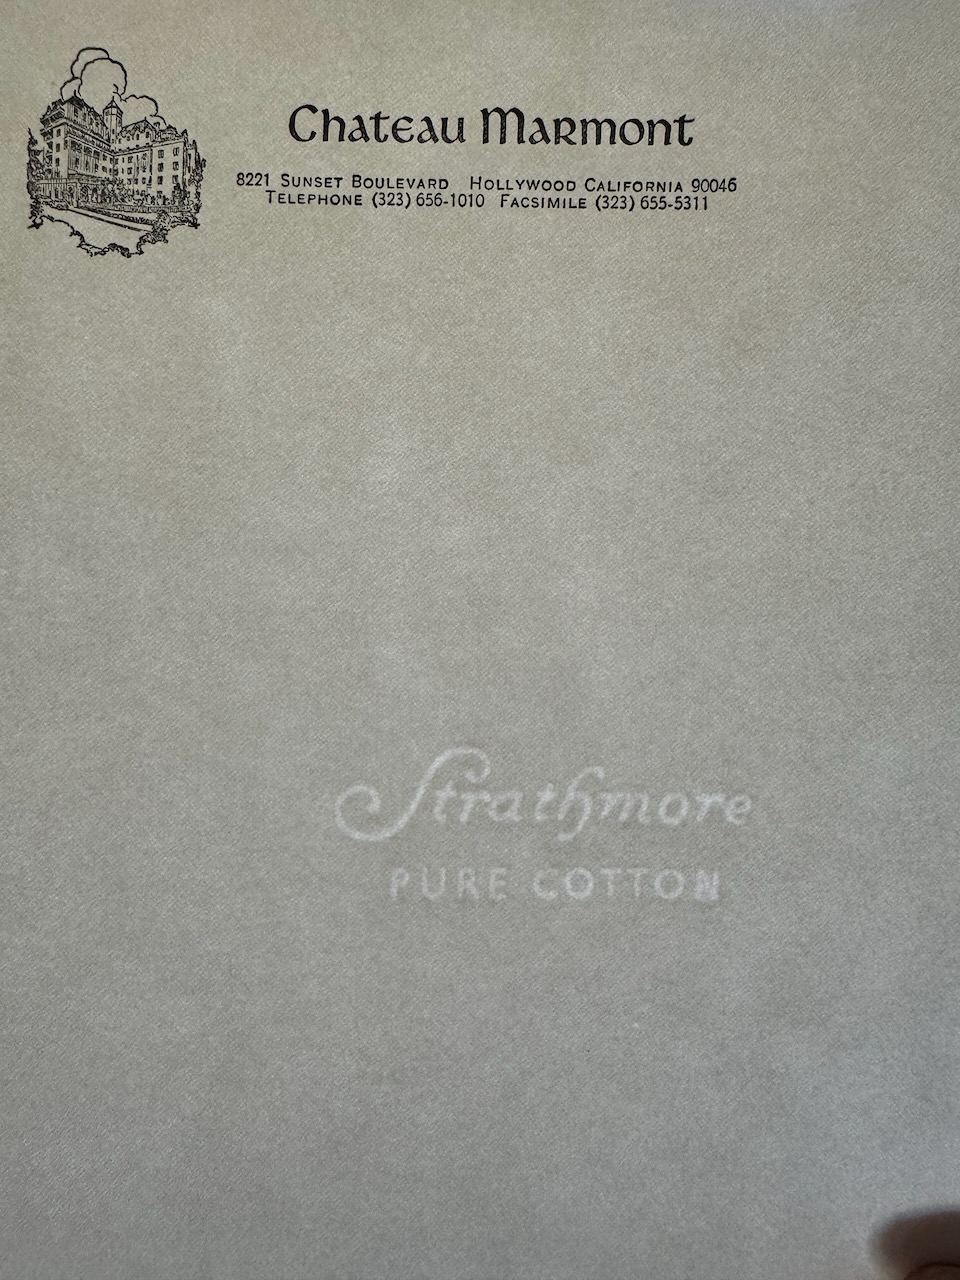 Chateau Marmont
8221 Sunset Boulevard Hollywood California 90046
Telephone (323) 656-1010 Facsimile (323) 655-5311
Strathmore
PURE COTTON